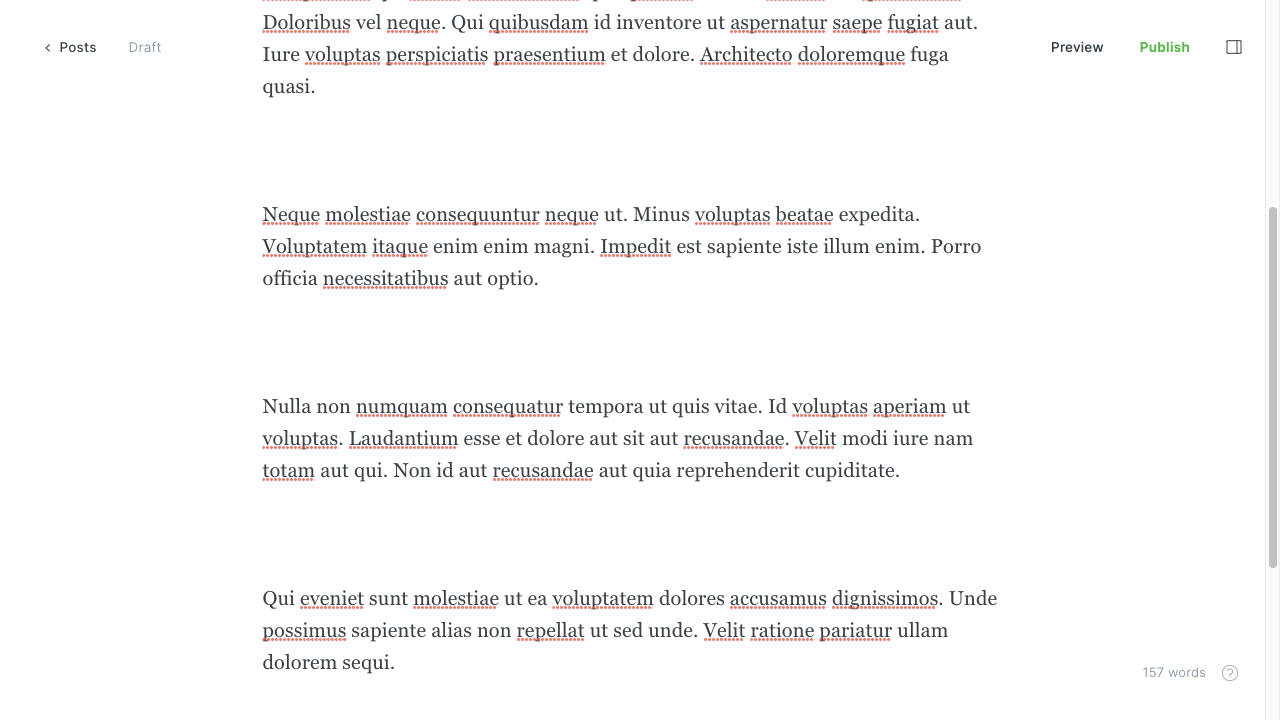 Doloribus vel neque. Qui quibusdam id inventore ut aspernatur saepe fugiat aut.
Posts
Draft
Preview
Publish
Iure voluptas perspiciatis praesentium et dolore. Architecto doloremque fuga
quasi.
Neque molestiae consequuntur neque ut. Minus voluptas beatae expedita.
Voluptatem itaque enim enim magni. Impedit est sapiente iste illum enim. Porro
officia necessitatibus aut optio.
Nulla non numquam consequatur tempora ut quis vitae. Id voluptas aperiam ut
voluptas. Laudantium esse et dolore aut sit aut recusandae. Velit modi iure nam
totam aut qui. Non id aut recusandae aut quia reprehenderit cupiditate.
Qui eveniet sunt molestiae ut ea voluptatem dolores accusamus dignissimos. Unde
possimus sapiente alias non repellat ut sed unde. Velit ratione pariatur ullam
dolorem sequi.
157 words
?